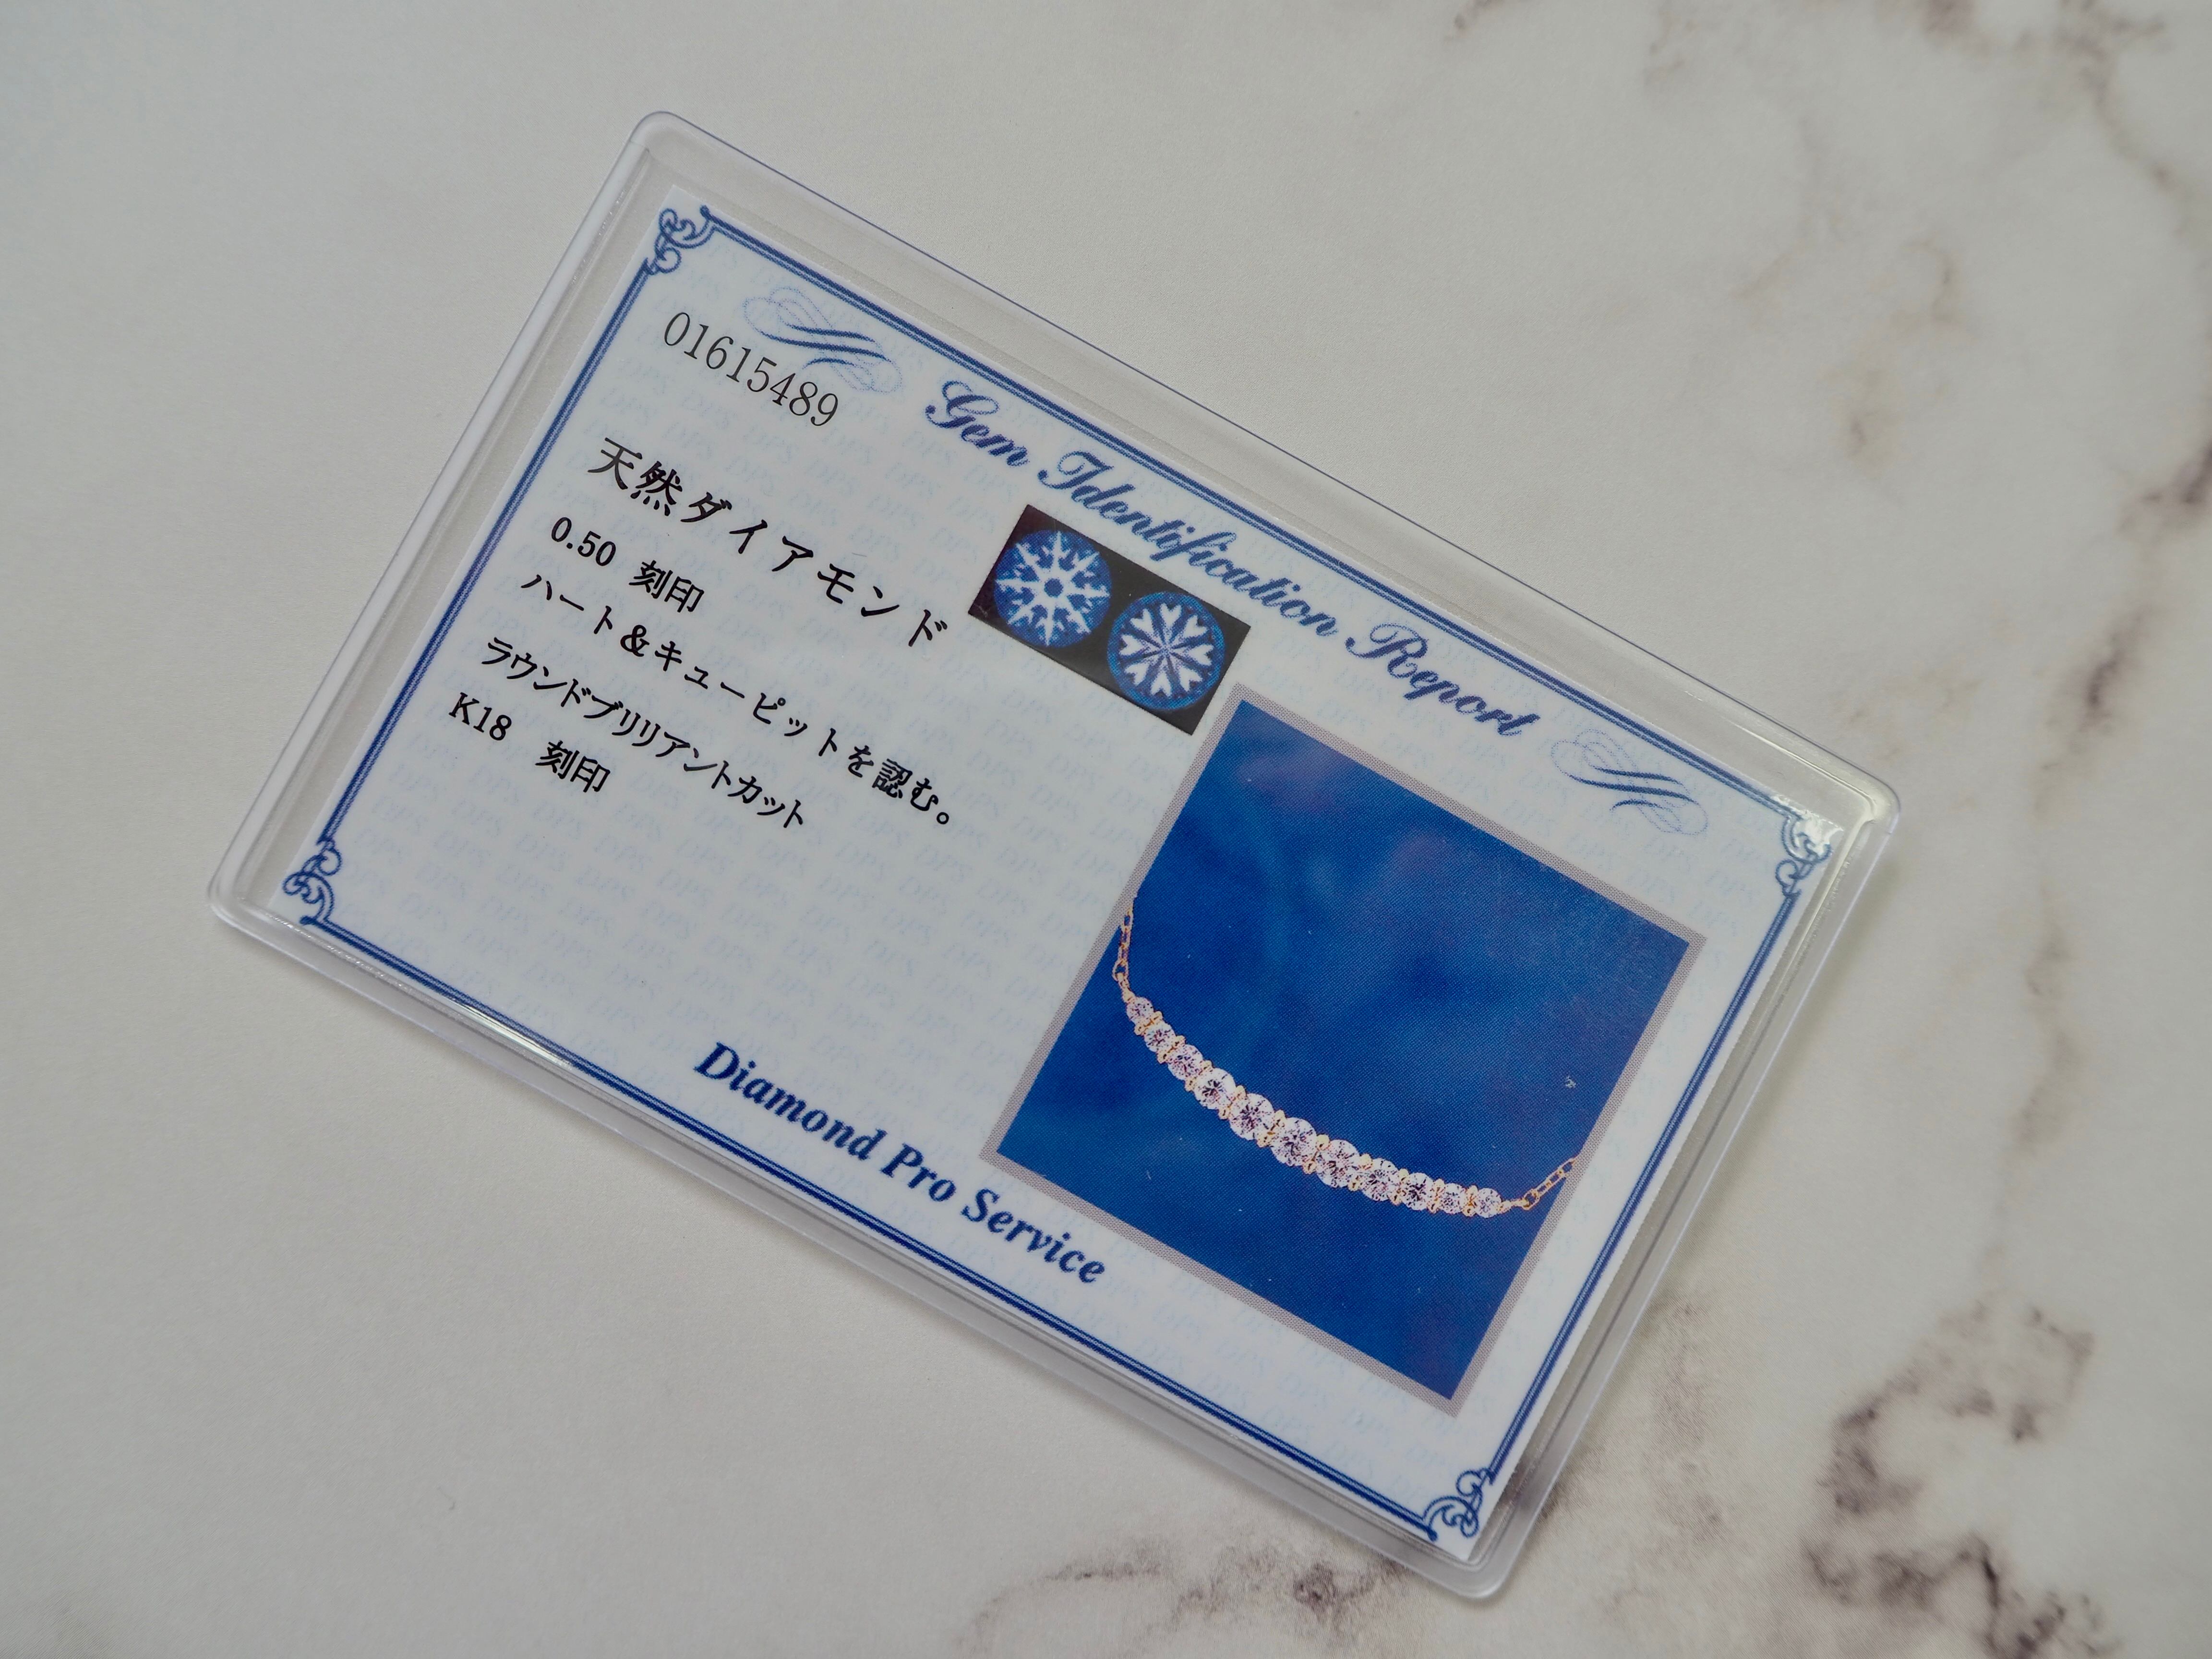 Gem Identification Report
01615489
天然ダイアモンド
0.50 刻印
ハート&キューピットを認む。
ラウンドブリリアントカット
K18 刻印
Diamond Pro Service